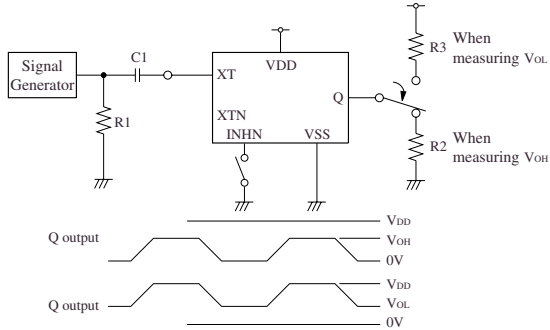 Signal
Generator
C1
R1
XT
VDD
XTN
INHN
VSS
Q
R3
When
measuring VOL
R2
When
measuring VOH
VDD
Q output
VOH
0V
VDD
Q output
VOL
0V